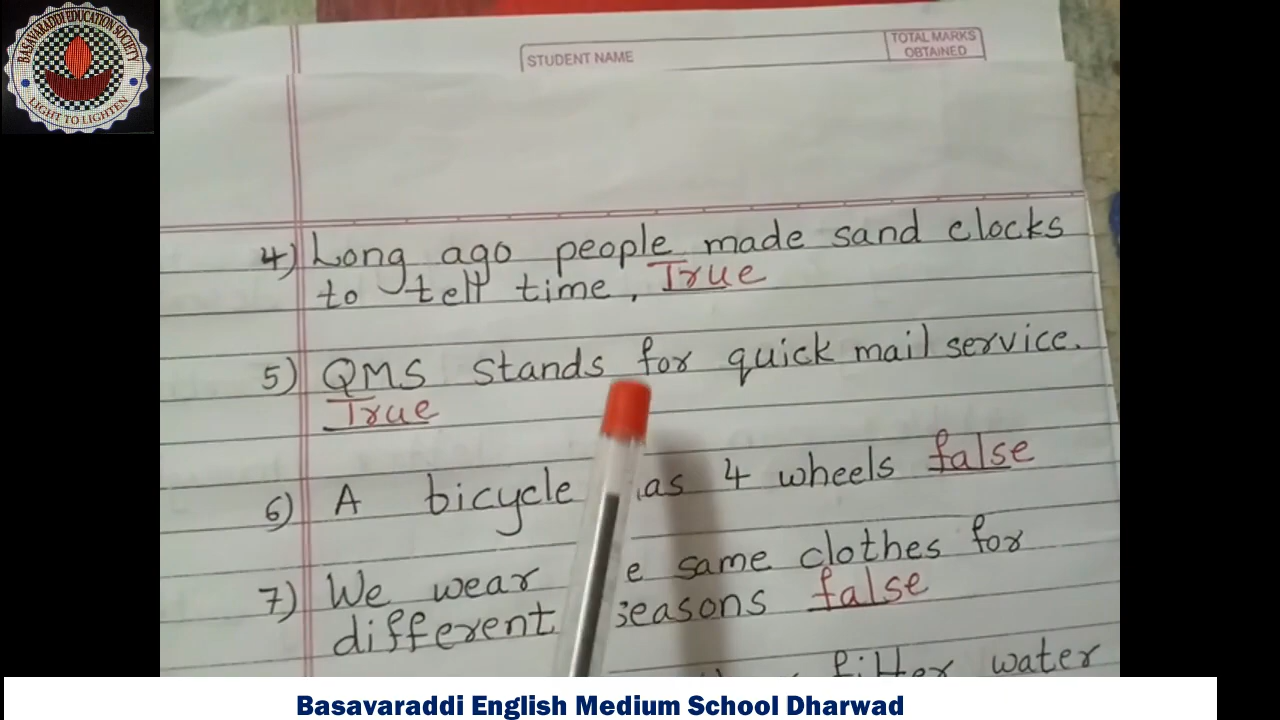 BASAVARADDI EDUCATION SOCIETY
LIGHT TO LIGHTEN
STUDENT NAME
TOTAL MARKS
OBTAINED
4) Long ago people made sand clocks
to tell time. True
5) QMS stands for quick mail service.
True
6) A bicycle as 4 wheels false
7) We wear e same clothes for
different seasons false
filter water
Basavaraddi English Medium School Dharwad